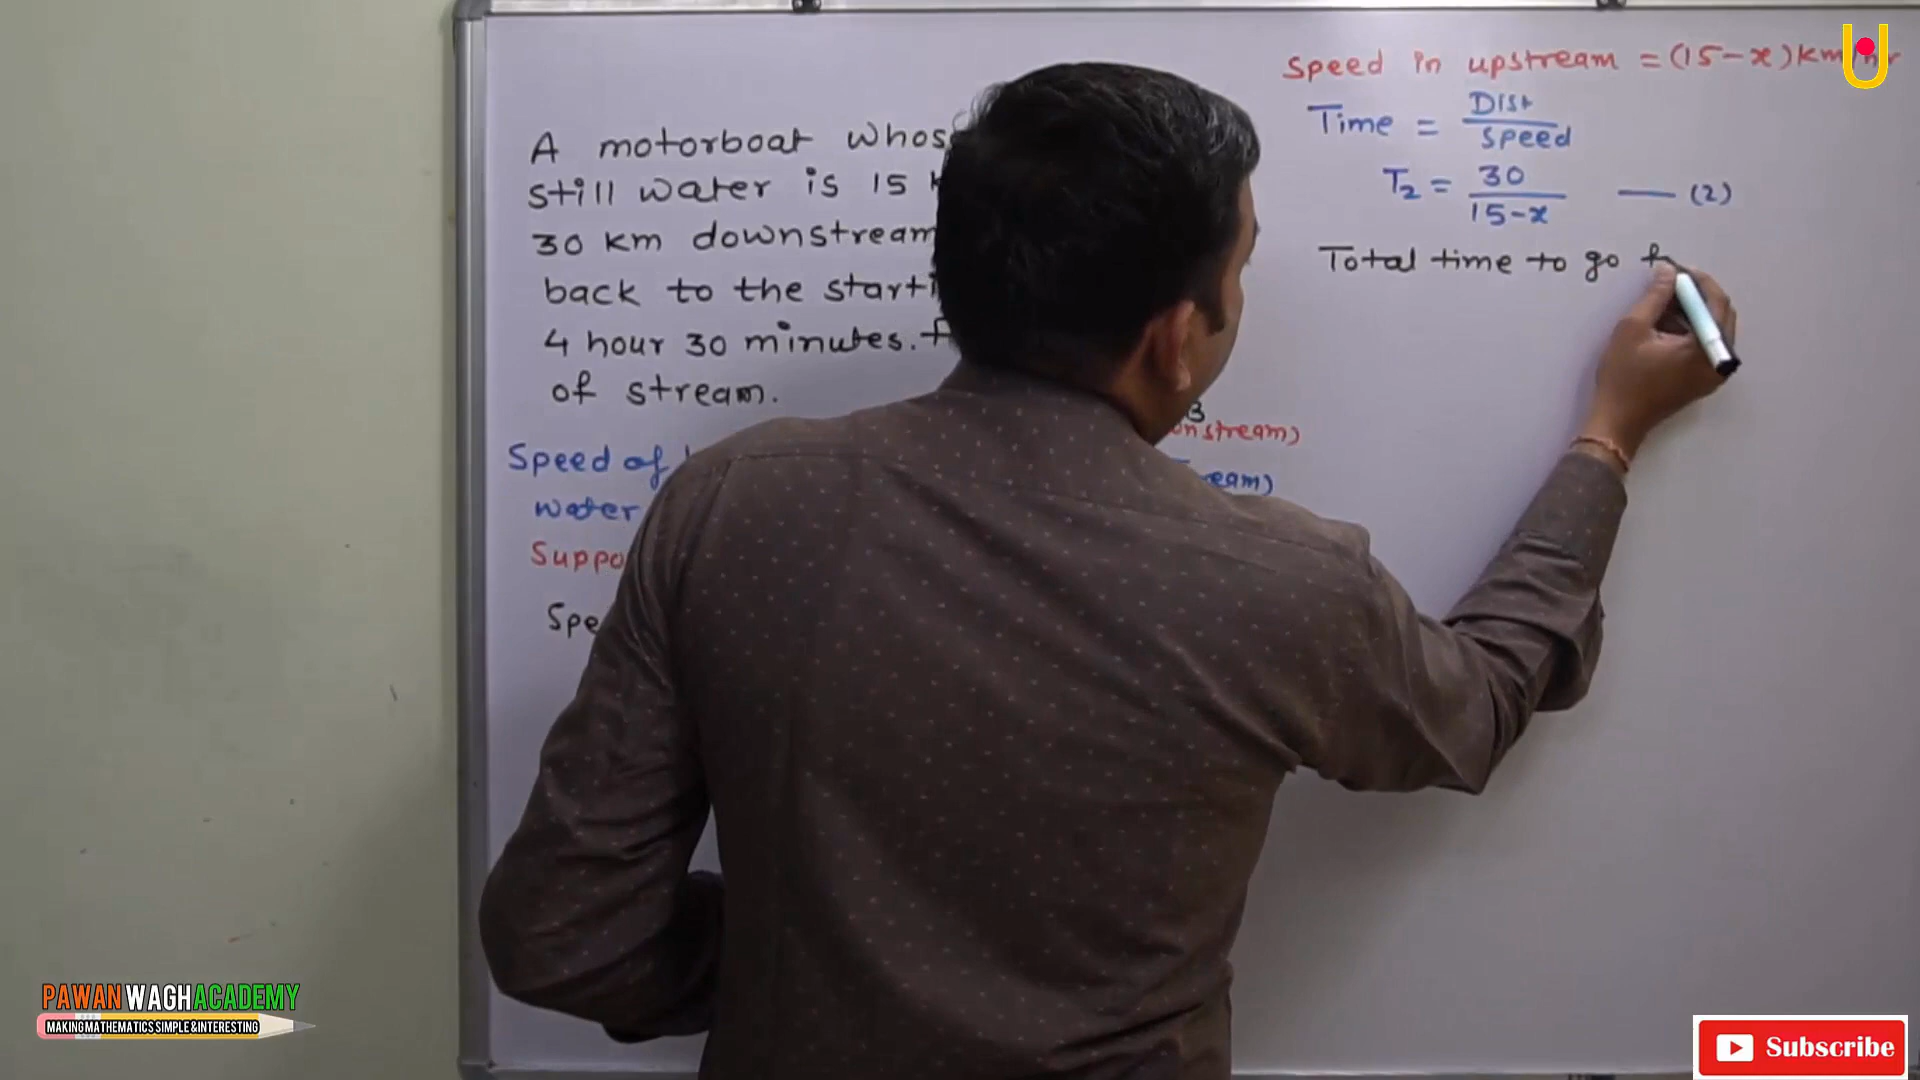 A motorboat whos
still water is 15
30 km downstream
back to the starti
4 hour 30 minutes.
of stream.
Speed of
water
Suppo
Spe
onstream)
eam)
Speed in upstream = (15-x) km/hr
Time = Dist / Speed
T2 = 30 / 15-x — (2)
Total time to go
PAWAN WAGH ACADEMY
MAKING MATHEMATICS SIMPLE & INTERESTING
Subscribe